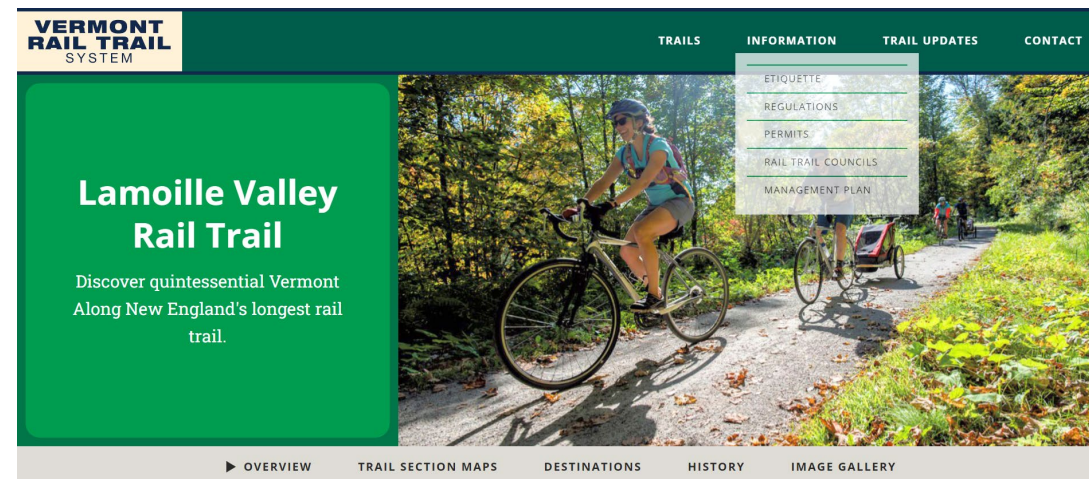 VERMONT
RAIL TRAIL
SYSTEM
TRAILS
INFORMATION
TRAIL UPDATES
CONTACT
ETIQUETTE
REGULATIONS
PERMITS
RAIL TRAIL COUNCILS
MANAGEMENT PLAN
Lamoille Valley
Rail Trail
Discover quintessential Vermont
Along New England's longest rail
trail.
OVERVIEW
TRAIL SECTION MAPS
DESTINATIONS
HISTORY
IMAGE GALLERY